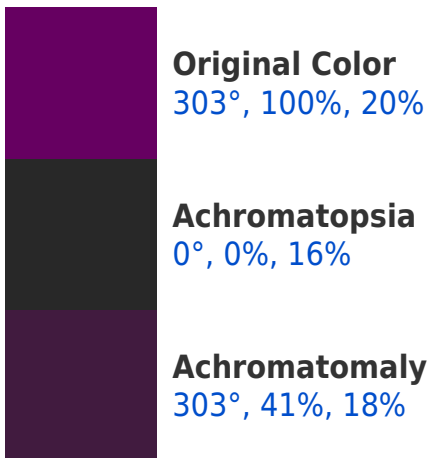 Original Color
303°, 100%, 20%
Achromatopsia
0°, 0%, 16%
Achromatomaly
303°, 41%, 18%